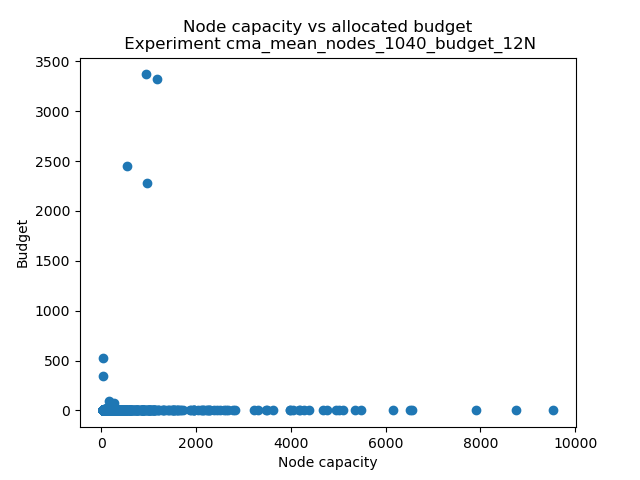 Node capacity vs allocated budget
Experiment cma_mean_nodes_1040_budget_12N
3500
3000
2500
2000
1500
1000
500
0
Budget
0 2000 4000 6000 8000 10000
Node capacity